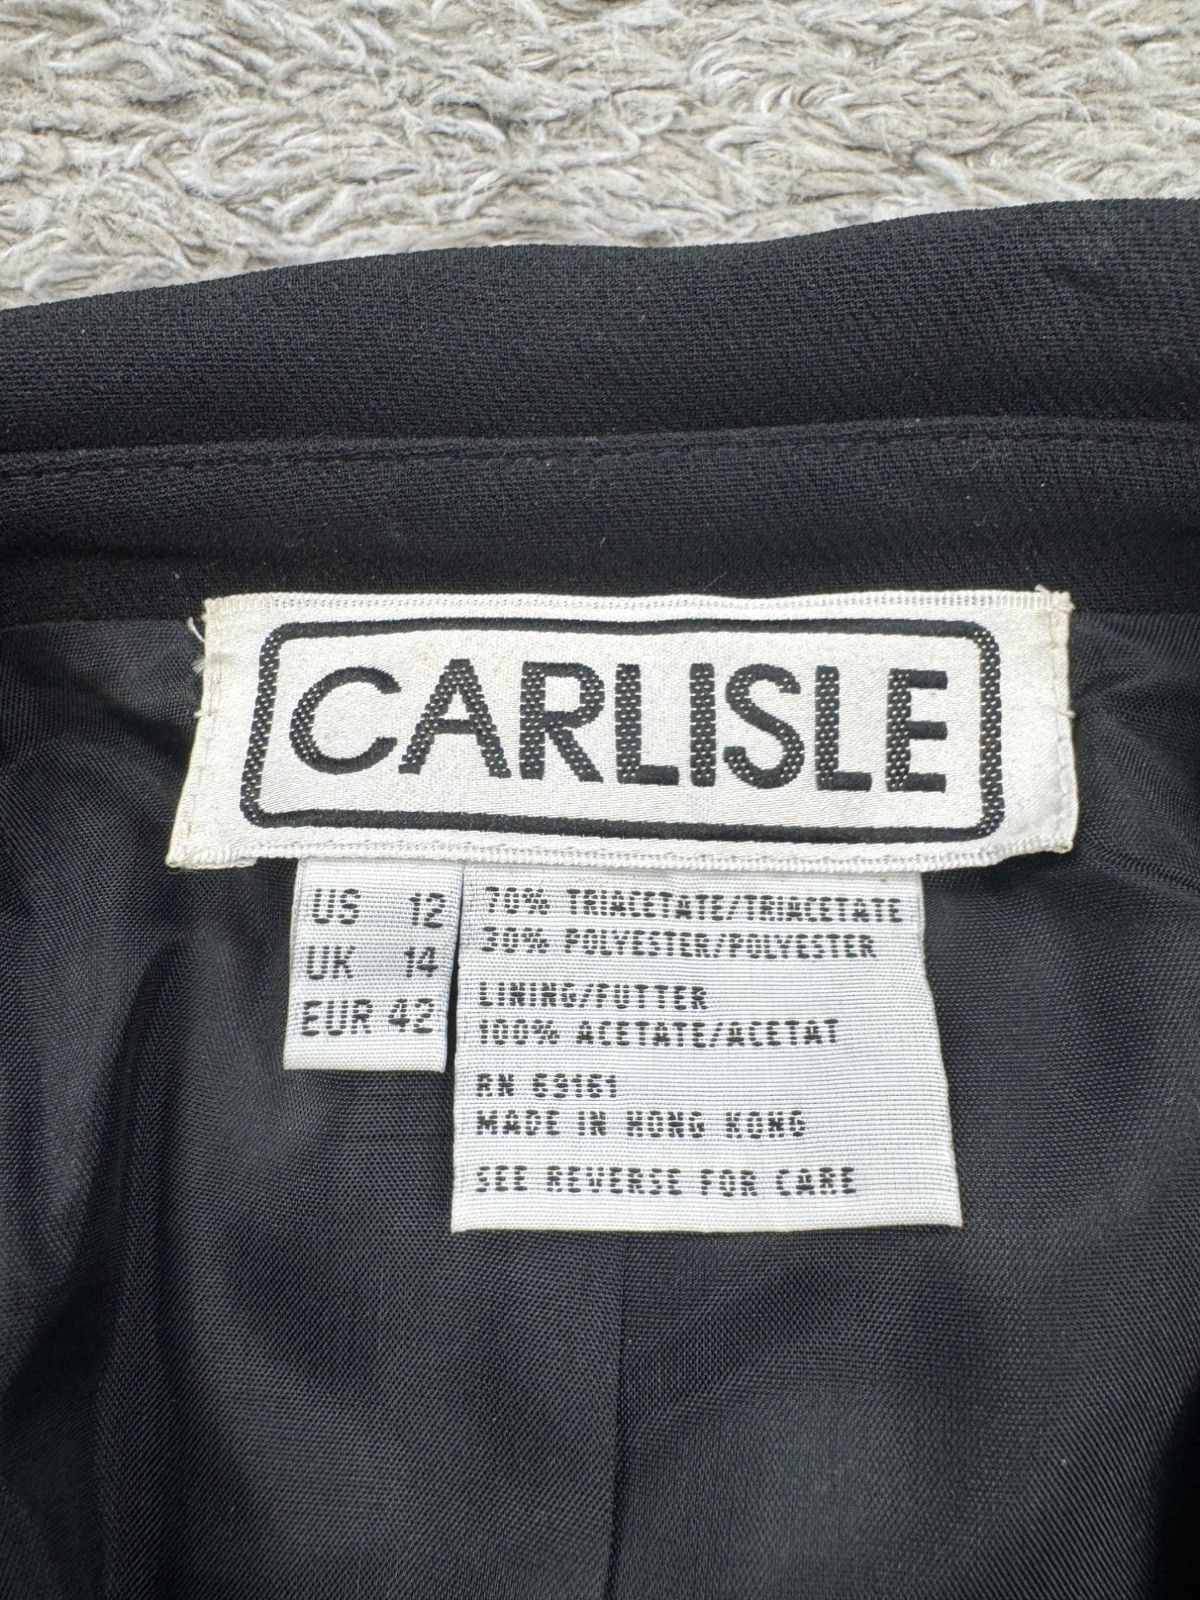 CARLISLE
US 12
UK 14
EUR 42
70% TRIACETATE/TRIACETATE
30% POLYESTER/POLYESTER
LINING/FUTTER
100% ACETATE/ACETAT
RN 69161
MADE IN HONG KONG
SEE REVERSE FOR CARE